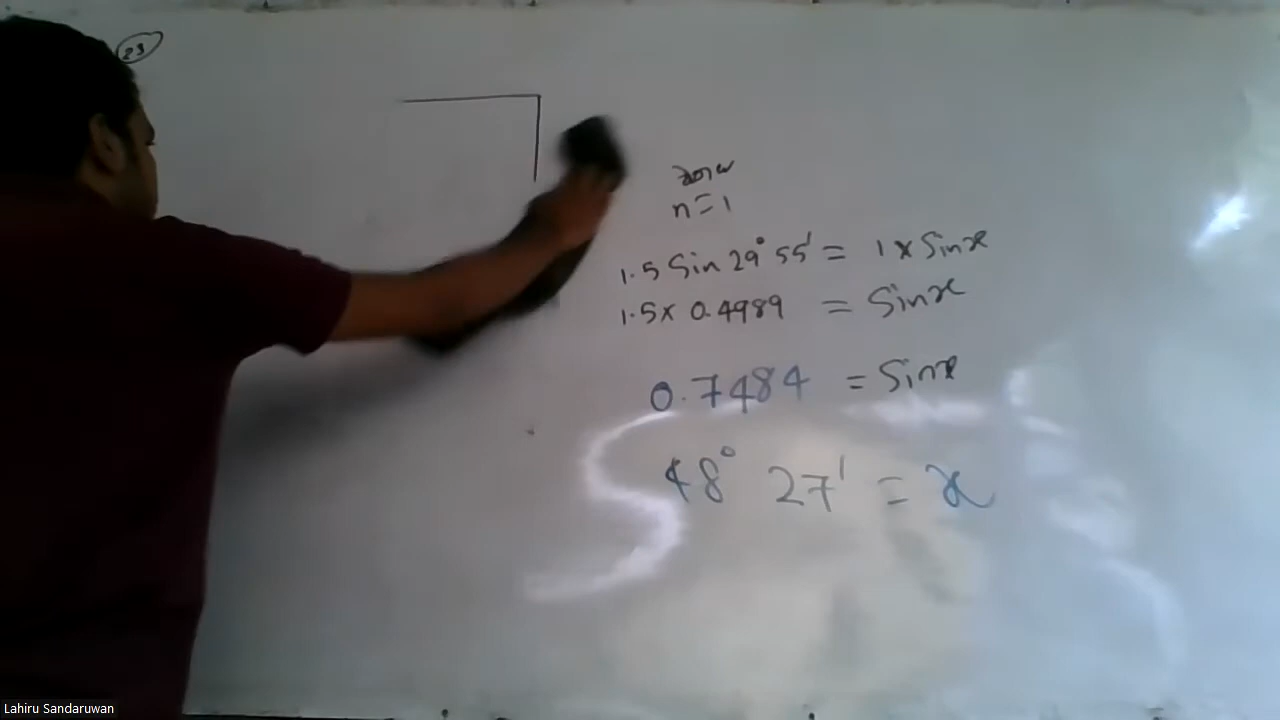 23
n=1
1.5 Sin 29° 55' = 1 x Sinx
1.5x 0.4989 = Sinx
0.7484 = Sinx
48° 27' = x
Lahiru Sandaruwan